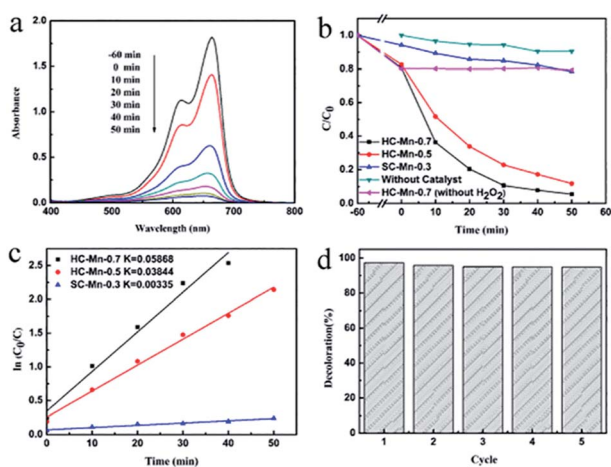 a
2.0
1.5
1.0
0.5
0.0
Absorbance
-60 min
0 min
10 min
20 min
30 min
40 min
50 min
400 500 600 700 800
Wavelength (nm)
b
1.0
0.8
0.6
0.4
0.2
0.0
C/C0
HC-Mn-0.7
HC-Mn-0.5
SC-Mn-0.3
Without Catalyst
HC-Mn-0.7 (without H2O2)
-60 0 10 20 30 40 50
Time (min)
c
2.5
2.0
1.5
1.0
0.5
0.0
ln (C0/C)
HC-Mn-0.7 K=0.05868
HC-Mn-0.5 K=0.03844
SC-Mn-0.3 K=0.00335
0 10 20 30 40 50
Time (min)
d
100
80
60
40
20
0
Decoloration(%)
1 2 3 4 5
Cycle